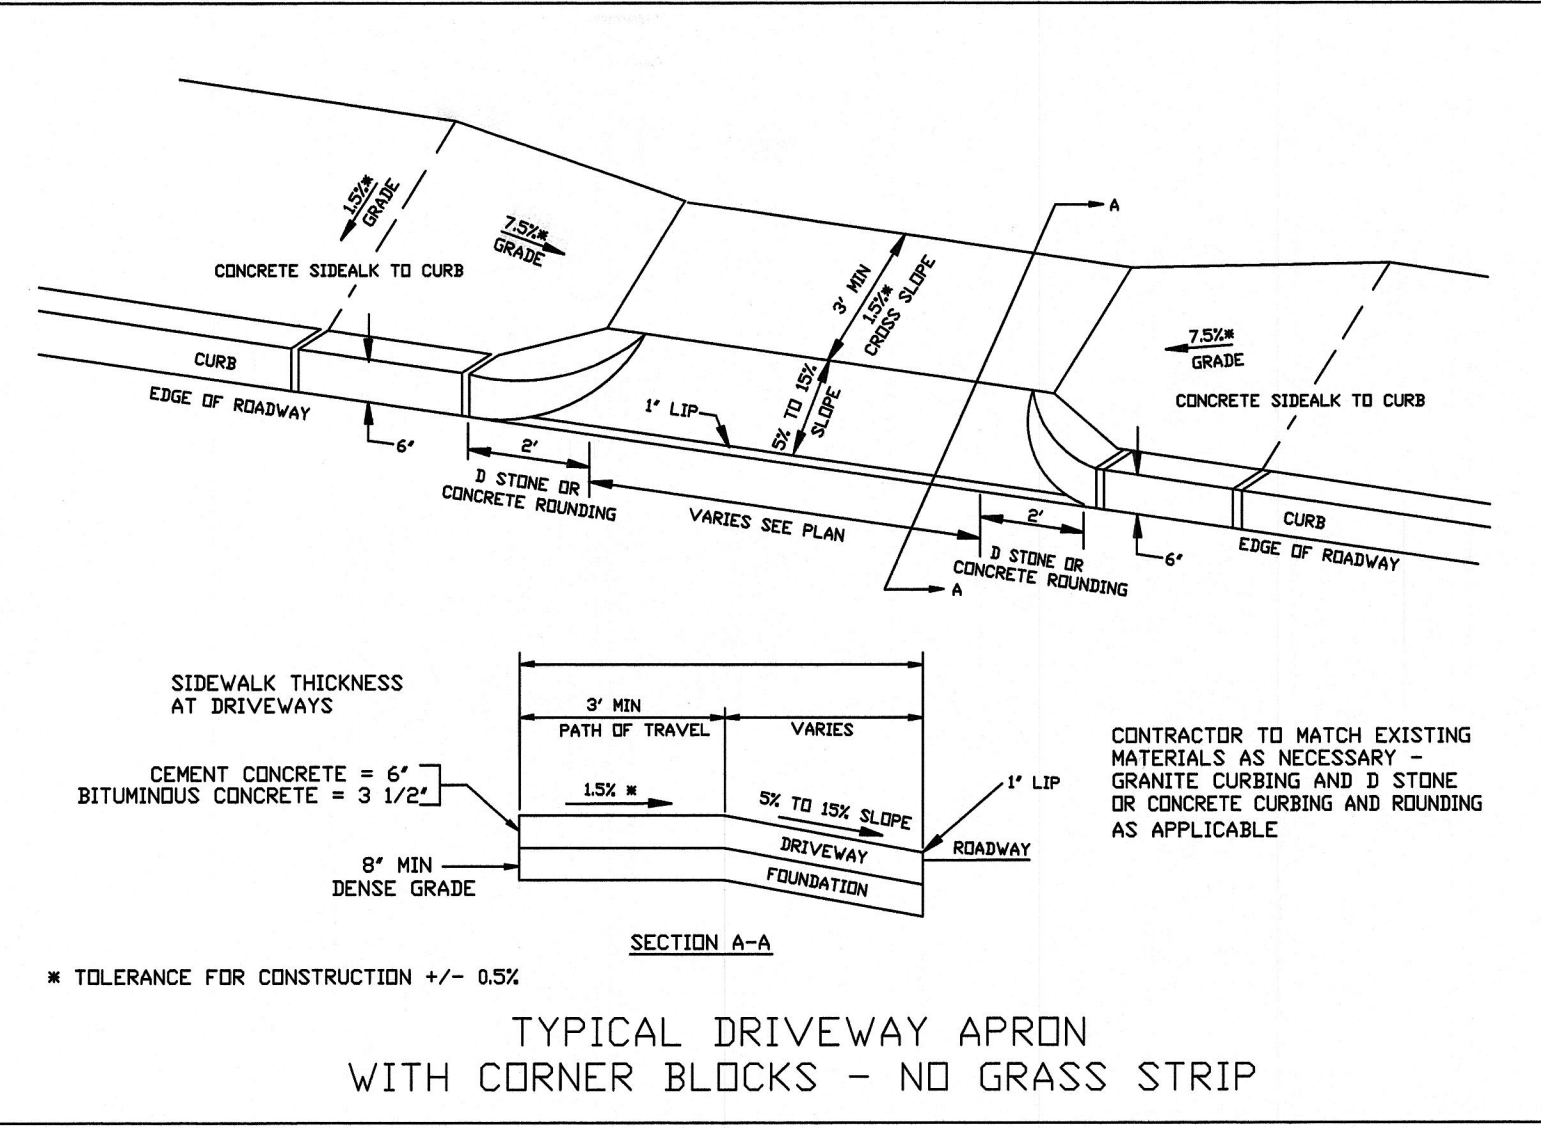 1.5%*
GRADE
7.5%*
GRADE
CONCRETE SIDEALK TO CURB
A
3' MIN
1.5%*
CROSS SLOPE
7.5%*
GRADE
CONCRETE SIDEALK TO CURB
CURB
EDGE OF ROADWAY
6"
1" LIP
5% TO 15%
SLOPE
2'
D STONE OR
CONCRETE ROUNDING
VARIES SEE PLAN
2'
D STONE OR
CONCRETE ROUNDING
A
6"
CURB
EDGE OF ROADWAY
SIDEWALK THICKNESS
AT DRIVEWAYS
CEMENT CONCRETE = 6"
BITUMINOUS CONCRETE = 3 1/2"
8" MIN
DENSE GRADE
3' MIN
PATH OF TRAVEL
VARIES
1.5% *
5% TO 15% SLOPE
DRIVEWAY
FOUNDATION
1" LIP
ROADWAY
SECTION A-A
CONTRACTOR TO MATCH EXISTING
MATERIALS AS NECESSARY -
GRANITE CURBING AND D STONE
OR CONCRETE CURBING AND ROUNDING
AS APPLICABLE
* TOLERANCE FOR CONSTRUCTION +/- 0.5%
TYPICAL DRIVEWAY APRON
WITH CORNER BLOCKS - NO GRASS STRIP